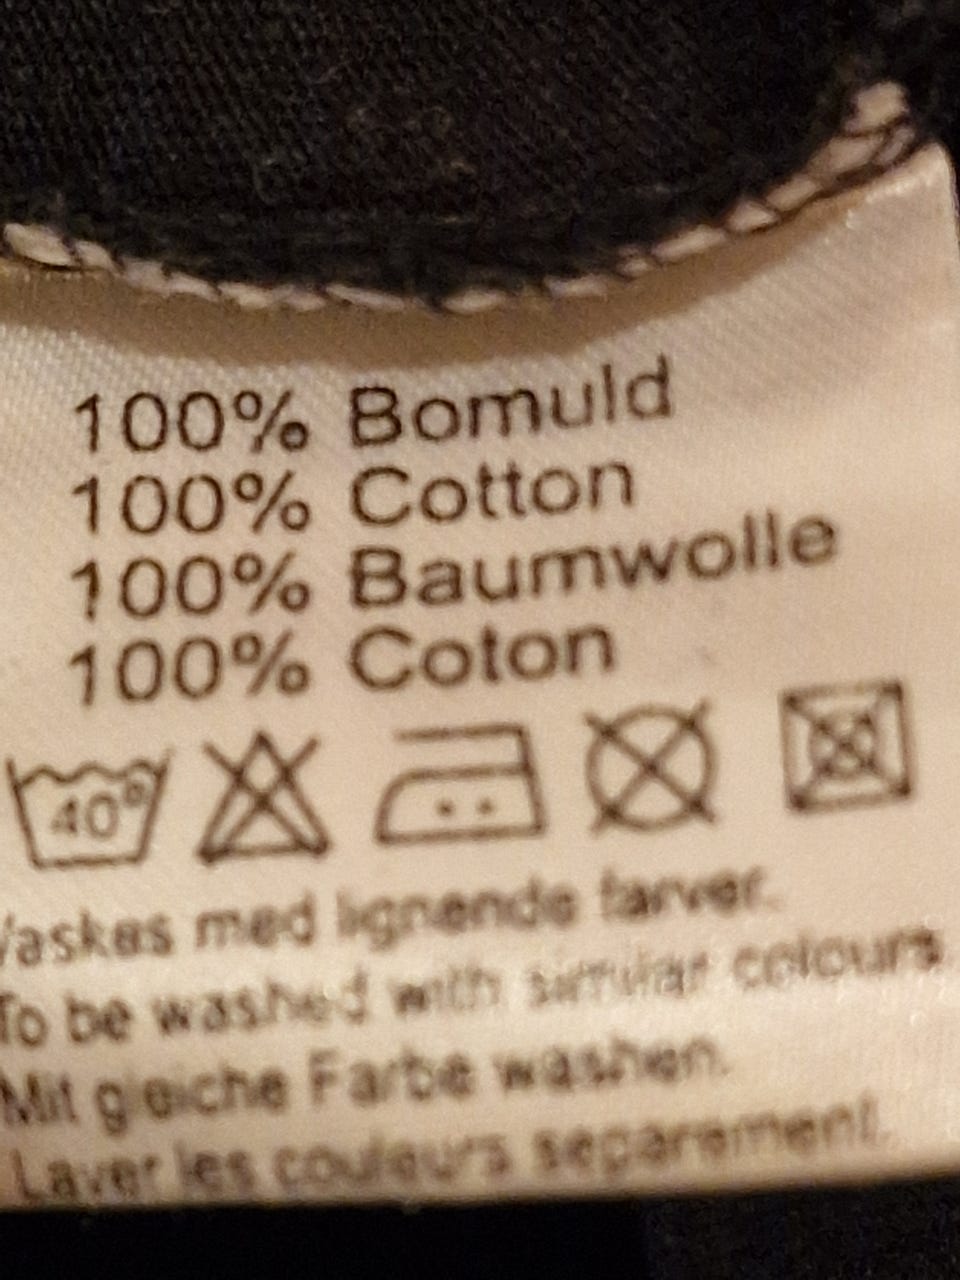 100% Bomuld
100% Cotton
100% Baumwolle
100% Coton
40°
Vaskes med lignende farver.
To be washed with similar colours.
Mit gleiche Farbe washen.
Laver les couleurs separement.